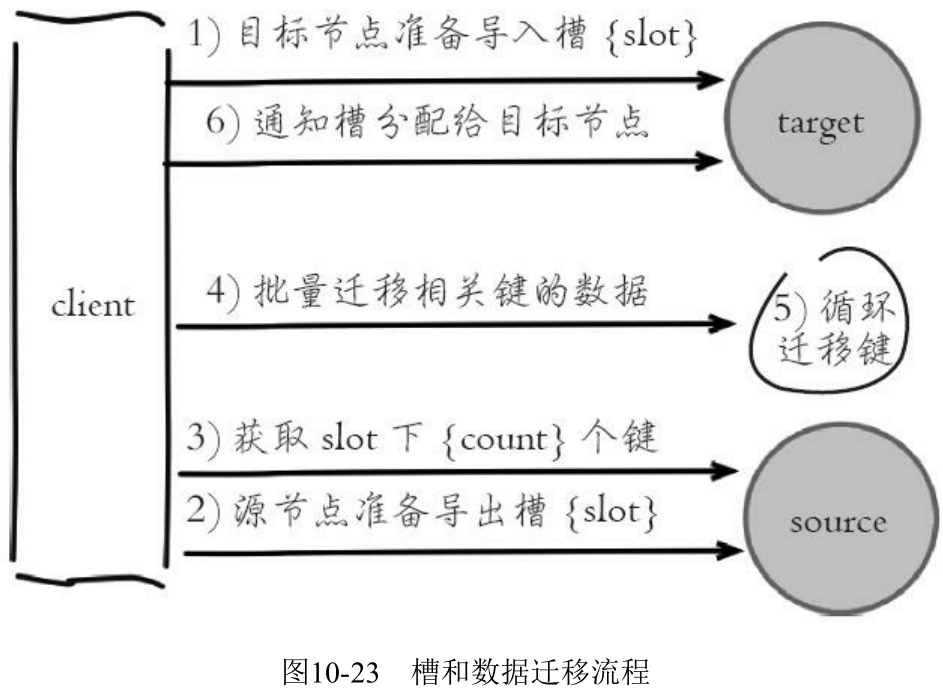 1) 目标节点准备导入槽 {slot}
target
6) 通知槽分配给目标节点
client
4) 批量迁移相关键的数据
5) 循环
迁移键
3) 获取 slot 下 {count} 个键
2) 源节点准备导出槽 {slot}
source
图10-23 槽和数据迁移流程